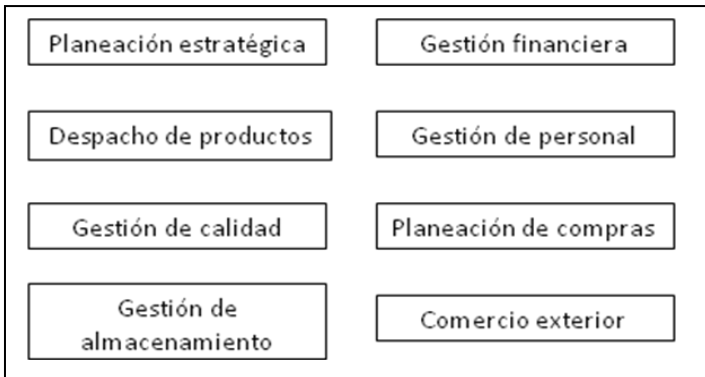 Planeación estratégica
Gestión financiera
Despacho de productos
Gestión de personal
Gestión de calidad
Planeación de compras
Gestión de
almacenamiento
Comercio exterior